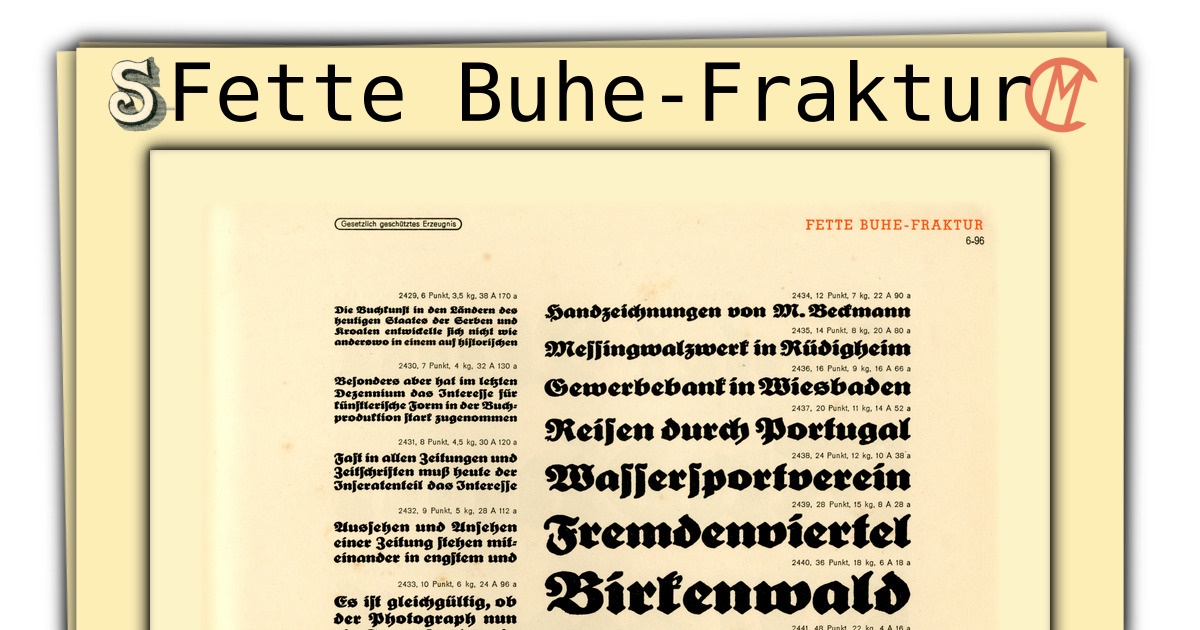 Fette Buhe-Fraktur
Gesetzlich geschütztes Erzeugnis
FETTE BUHE-FRAKTUR
6-96
2429, 6 Punkt, 3,5 kg, 38 A 170 a
Die Buchkunst in den Ländern des
heutigen Staates der Serben und
Kroaten entwickelte sich nicht wie
anderswo in einem auf historischen
2430, 7 Punkt, 4 kg, 32 A 130 a
Besonders aber hat im letzten
Dezennium das Interesse für
künstlerische Form in der Buch-
produktion stark zugenommen
2431, 8 Punkt, 4,5 kg, 30 A 120 a
Fast in allen Zeitungen und
Zeitschriften muß heute der
Inseratenteil das Interesse
2432, 9 Punkt, 5 kg, 28 A 112 a
Aussehen und Ansehen
einer Zeitung stehen mit-
einander in engstem und
2433, 10 Punkt, 6 kg, 24 A 96 a
Es ist gleichgültig, ob
der Photograph nun
2434, 12 Punkt, 7 kg, 22 A 90 a
Handzeichnungen von M. Beckmann
2435, 14 Punkt, 8 kg, 20 A 80 a
Messingwalzwerk in Rüdigheim
2436, 16 Punkt, 9 kg, 16 A 66 a
Gewerbebank in Wiesbaden
2437, 20 Punkt, 11 kg, 14 A 52 a
Reisen durch Portugal
2438, 24 Punkt, 12 kg, 10 A 38 a
Wassersportverein
2439, 28 Punkt, 15 kg, 8 A 28 a
Fremdenviertel
2440, 36 Punkt, 18 kg, 6 A 18 a
Birkenwald
2441, 48 Punkt, 22 kg, 4 A 16 a